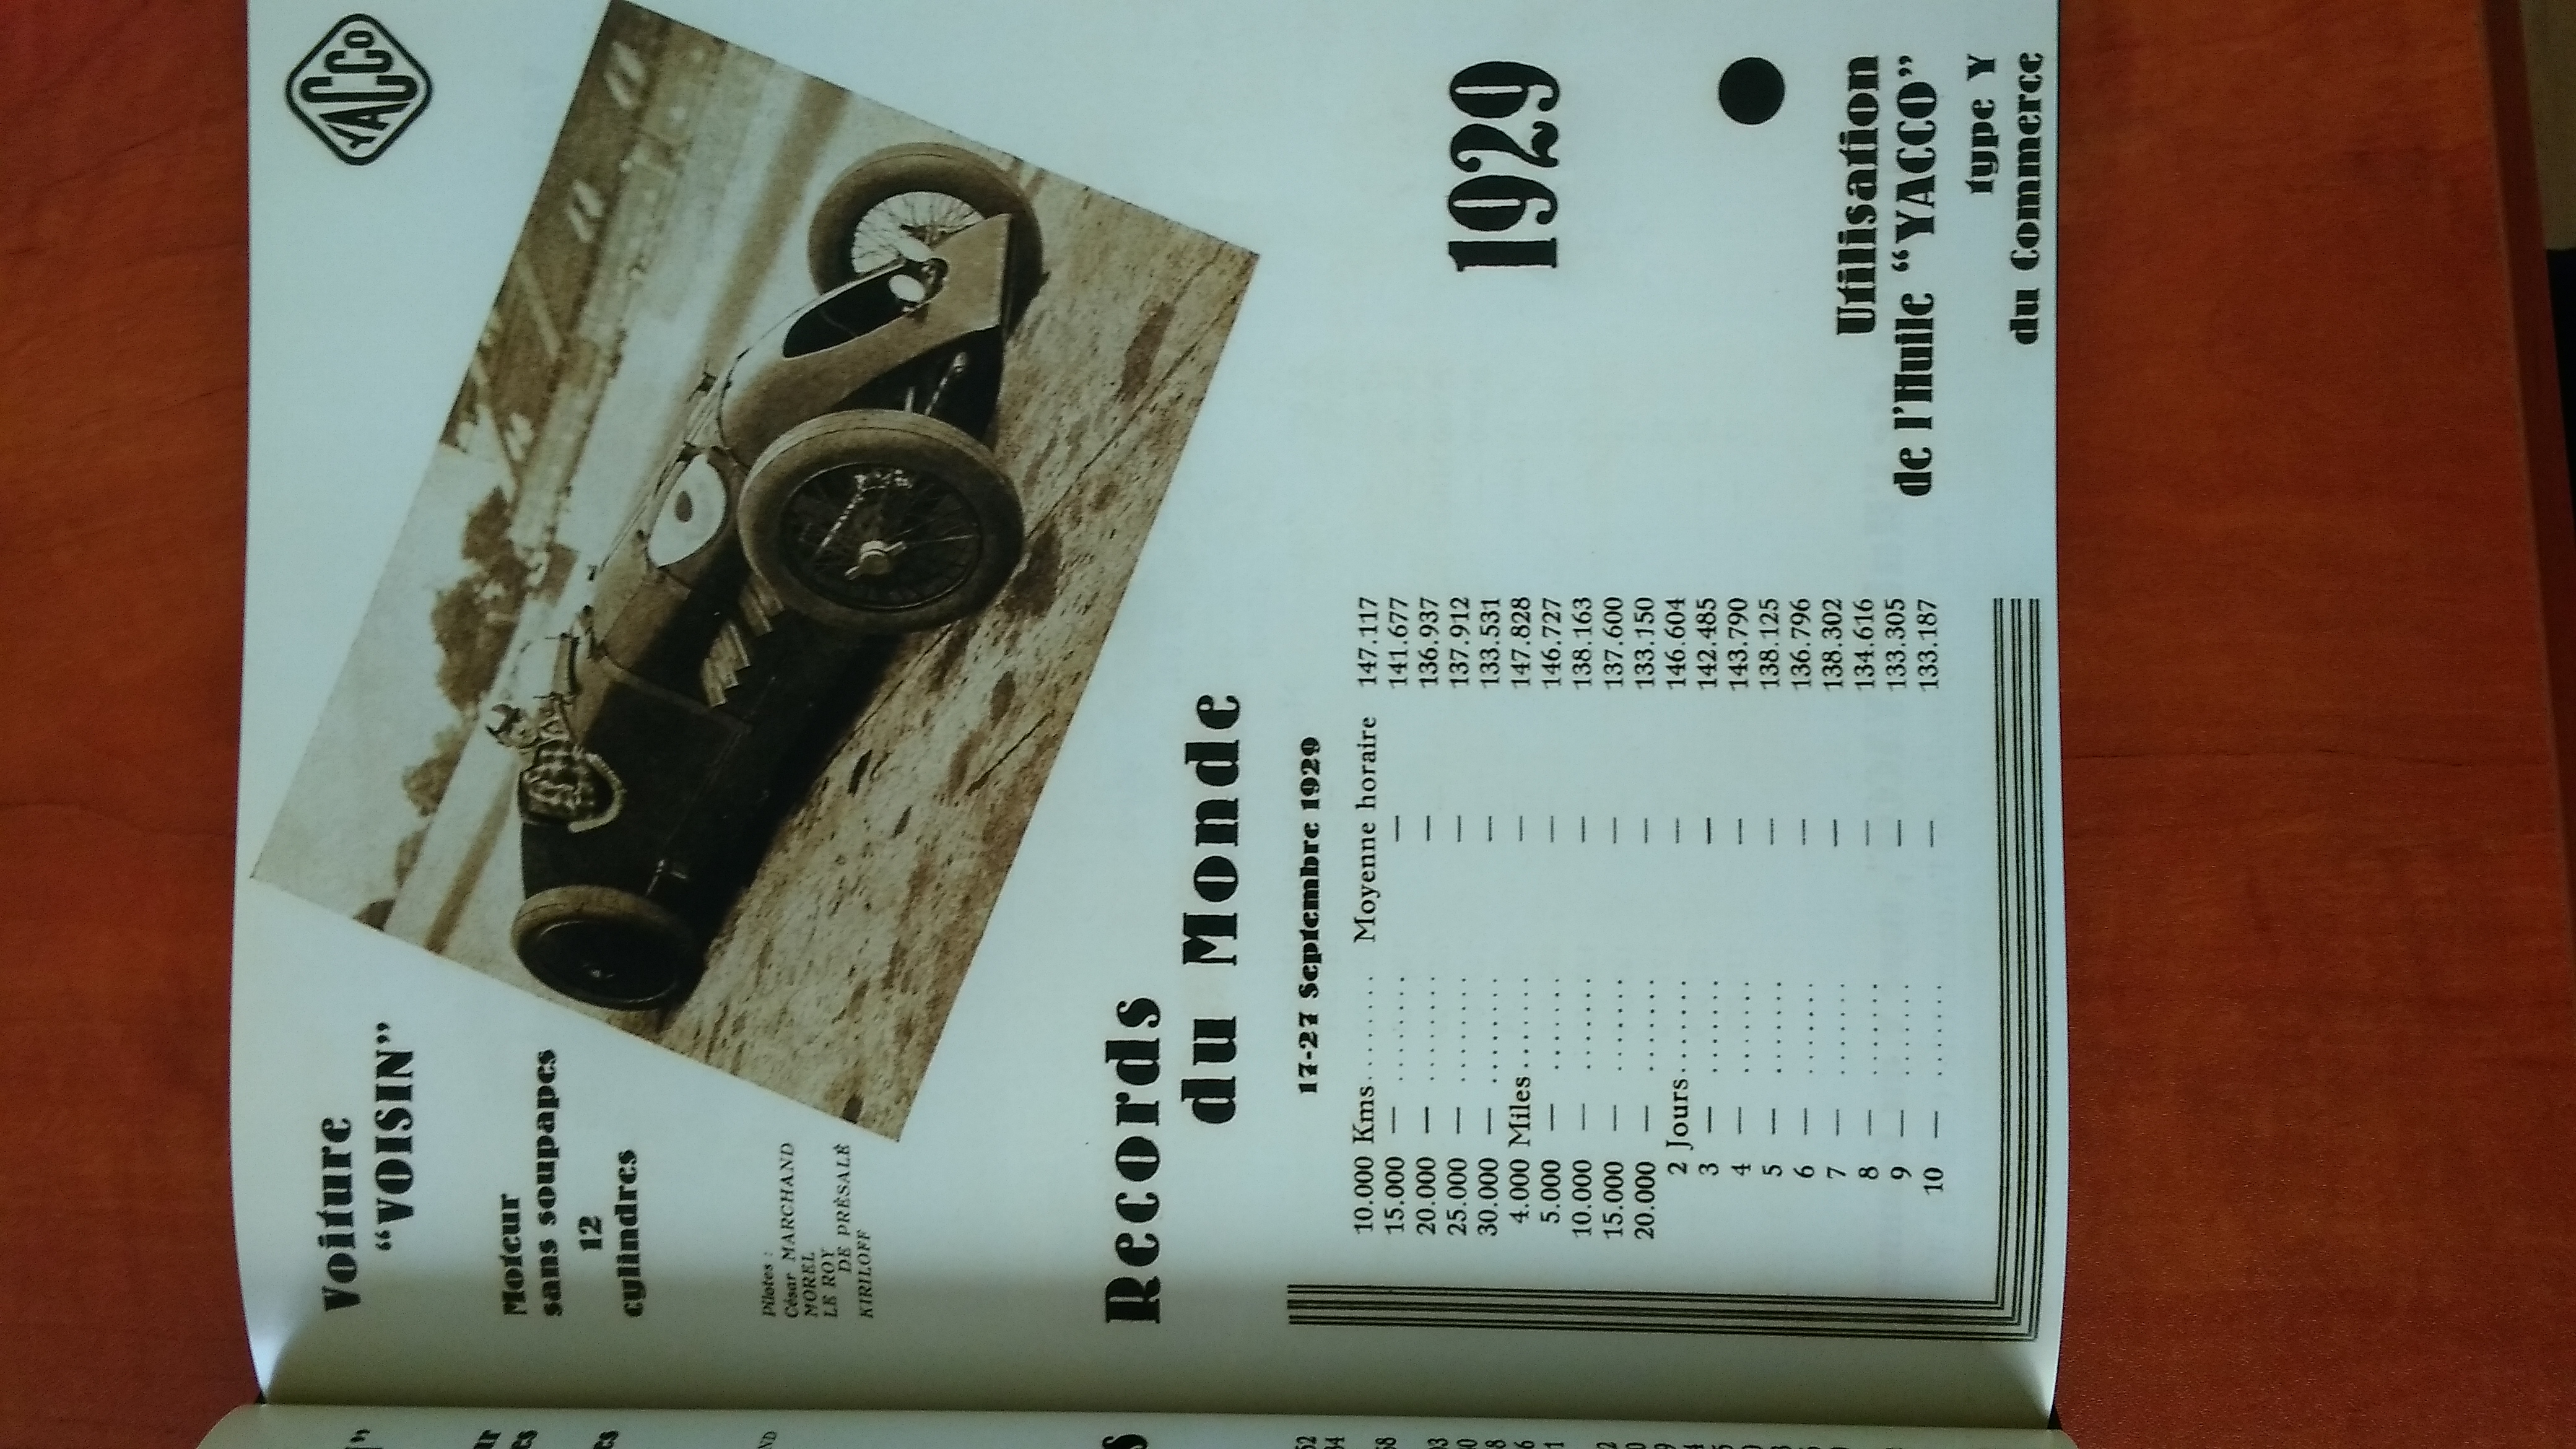 YACCO
Voiture
“VOISIN”
Moteur
sans soupapes
12
cylindres
Pilotes :
César MARCHAND
MOREL
LE ROY
DE PRÈSALÈ
KIRILOFF
Records
du Monde
17-27 Septembre 1929
10.000 Kms ........ Moyenne horaire 147.117
15.000 — ........ — 141.677
20.000 — ........ — 136.937
25.000 — ........ — 137.912
30.000 — ........ — 133.531
4.000 Miles ........ — 147.828
5.000 — ........ — 146.727
10.000 — ........ — 138.163
15.000 — ........ — 137.600
20.000 — ........ — 133.150
2 Jours ........ — 146.604
3 — ........ — 142.485
4 — ........ — 143.790
5 — ........ — 138.125
6 — ........ — 136.796
7 — ........ — 138.302
8 — ........ — 134.616
9 — ........ — 133.305
10 — ........ — 133.187
1929
Utilisation
de l'Huile “YACCO”
type Y
du Commerce